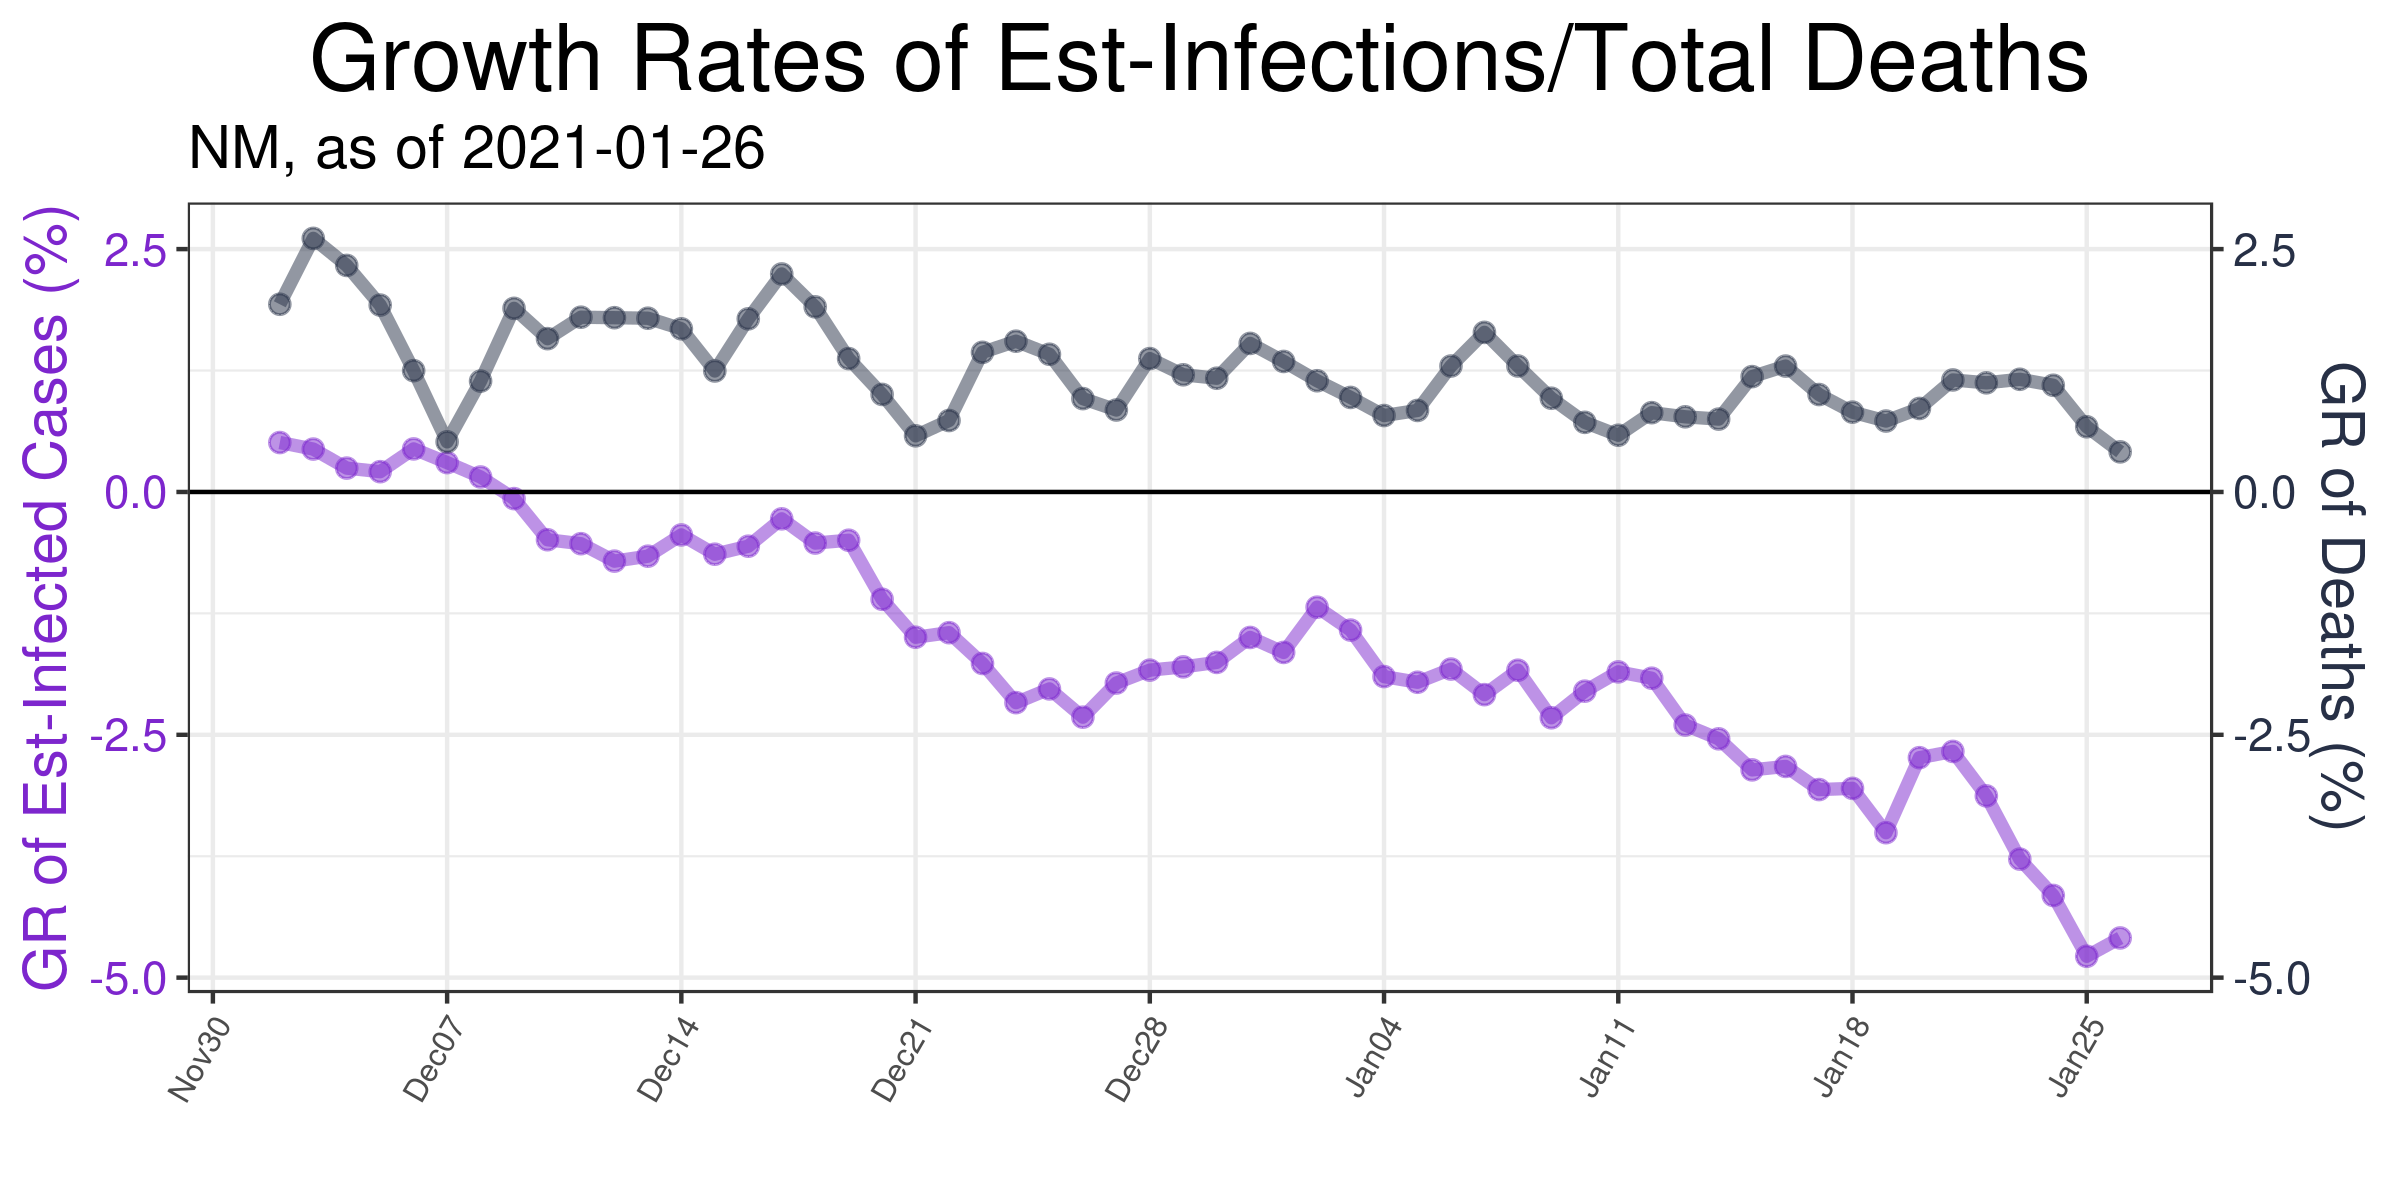 Growth Rates of Est-Infections/Total Deaths
NM, as of 2021-01-26
GR of Est-Infected Cases (%)
2.5
0.0
-2.5
-5.0
2.5
0.0
-2.5
-5.0
GR of Deaths (%)
Nov30
Dec07
Dec14
Dec21
Dec28
Jan04
Jan11
Jan18
Jan25